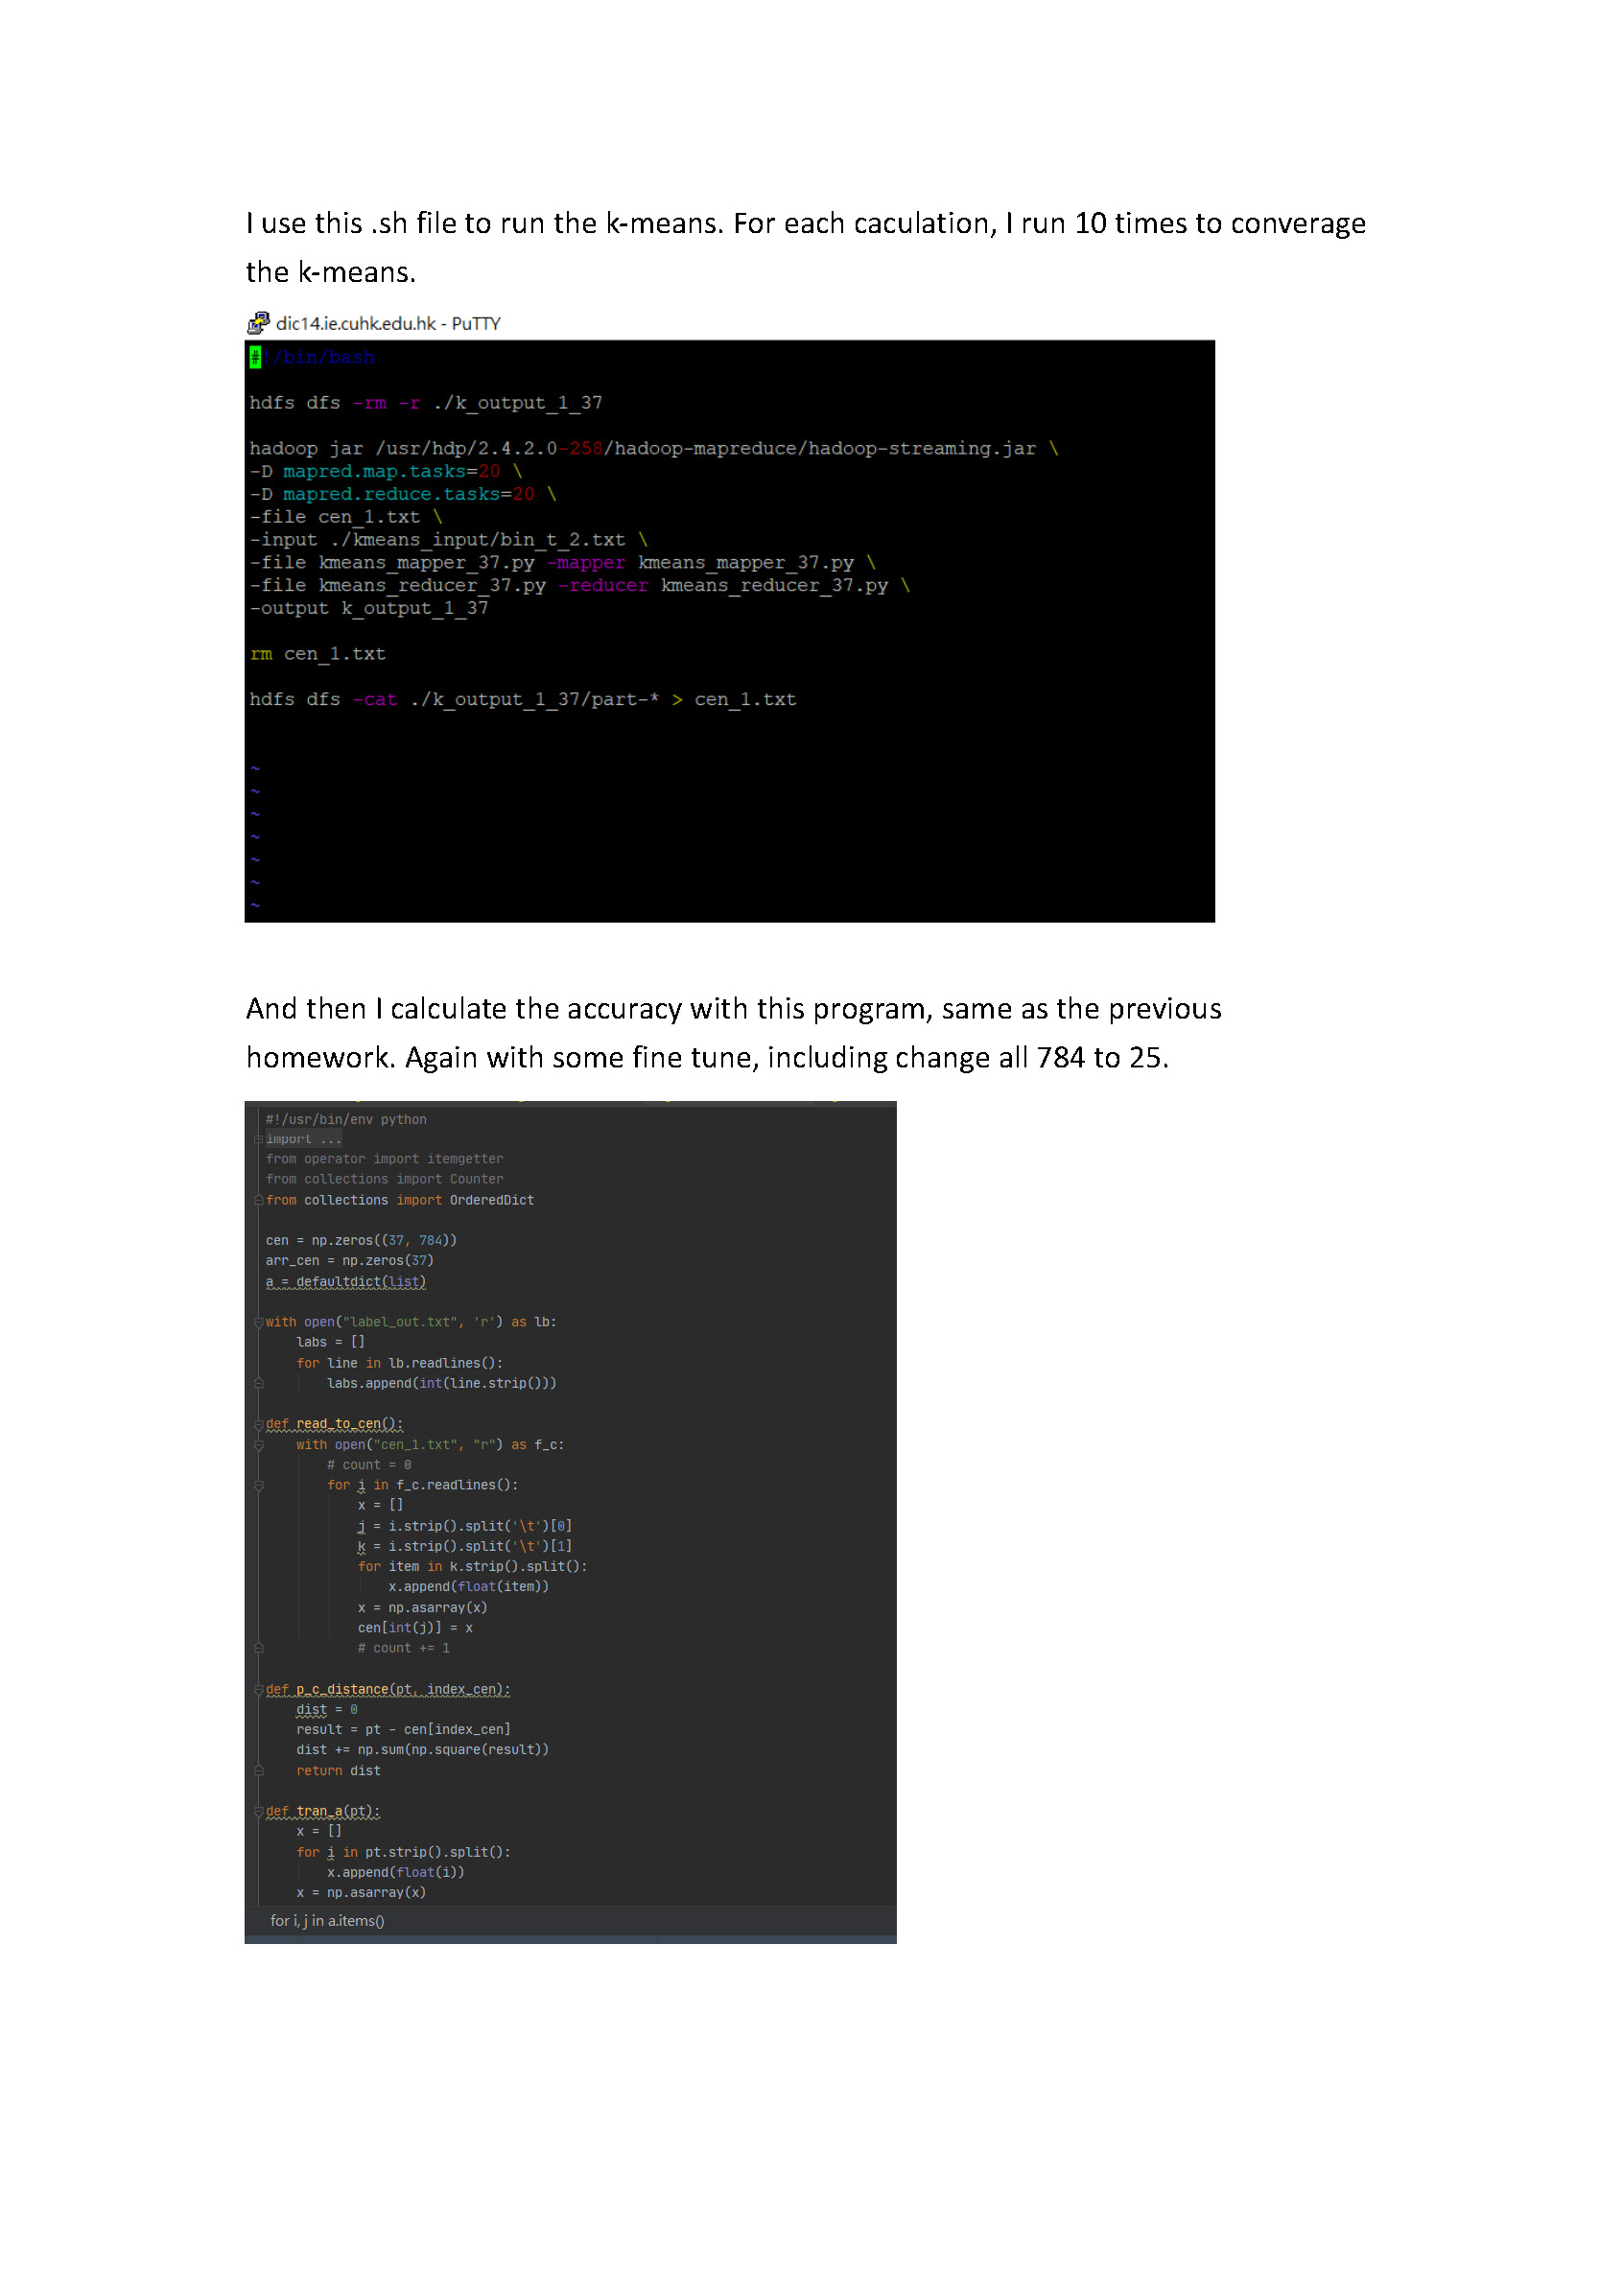 I use this .sh file to run the k-means. For each caculation, I run 10 times to converage
the k-means.
dic14.ie.cuhk.edu.hk - PuTTY
#!/bin/bash
hdfs dfs -rm -r ./k_output_1_37
hadoop jar /usr/hdp/2.4.2.0-258/hadoop-mapreduce/hadoop-streaming.jar \
-D mapred.map.tasks=20 \
-D mapred.reduce.tasks=20 \
-file cen_1.txt \
-input ./kmeans_input/bin_t_2.txt \
-file kmeans_mapper_37.py -mapper kmeans_mapper_37.py \
-file kmeans_reducer_37.py -reducer kmeans_reducer_37.py \
-output k_output_1_37
rm cen_1.txt
hdfs dfs -cat ./k_output_1_37/part-* > cen_1.txt
~
~
~
~
~
~
~
And then I calculate the accuracy with this program, same as the previous
homework. Again with some fine tune, including change all 784 to 25.
#!/usr/bin/env python
import ...
from operator import itemgetter
from collections import Counter
from collections import OrderedDict
cen = np.zeros((37, 784))
arr_cen = np.zeros(37)
a = defaultdict(list)
with open("label_out.txt", 'r') as lb:
    labs = []
    for line in lb.readlines():
        labs.append(int(line.strip()))
def read_to_cen():
    with open("cen_1.txt", "r") as f_c:
        # count = 0
        for i in f_c.readlines():
            x = []
            j = i.strip().split('\t')[0]
            k = i.strip().split('\t')[1]
            for item in k.strip().split():
                x.append(float(item))
            x = np.asarray(x)
            cen[int(j)] = x
            # count += 1
def p_c_distance(pt, index_cen):
    dist = 0
    result = pt - cen[index_cen]
    dist += np.sum(np.square(result))
    return dist
def tran_a(pt):
    x = []
    for i in pt.strip().split():
        x.append(float(i))
    x = np.asarray(x)
for i, j in a.items()